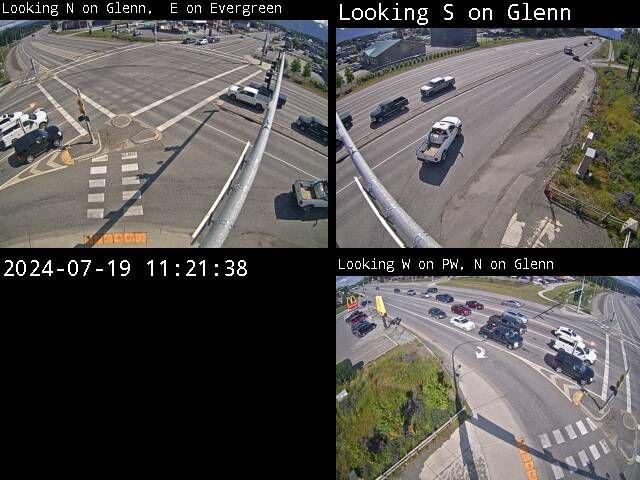 Looking N on Glenn, E on Evergreen
Looking S on Glenn
2024-07-19 11:21:38
Looking W on PW, N on Glenn